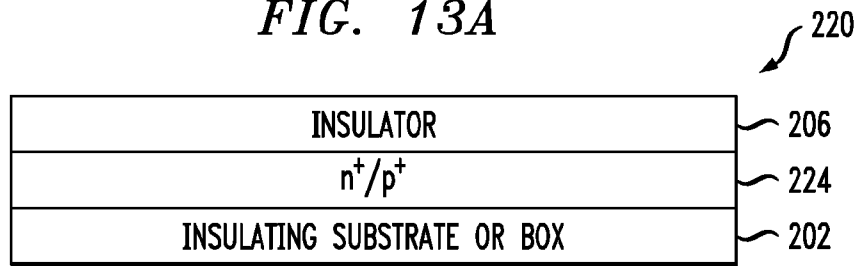 FIG. 13A
220
INSULATOR 206
n⁺/p⁺ 224
INSULATING SUBSTRATE OR BOX 202